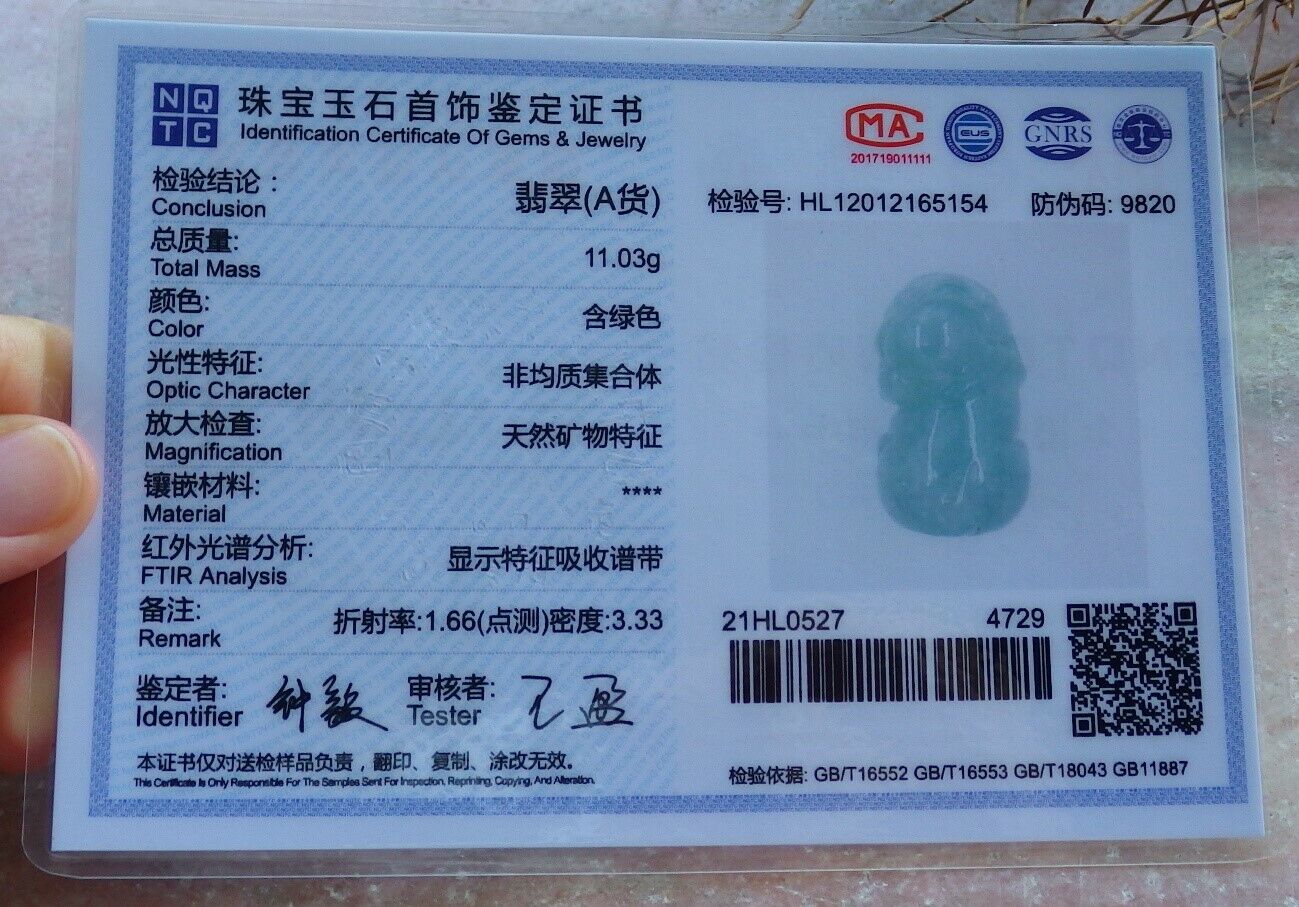 NQ
TC
珠宝玉石首饰鉴定证书
Identification Certificate Of Gems & Jewelry
检验结论：
Conclusion
翡翠(A货)
总质量:
Total Mass
11.03g
颜色:
Color
含绿色
光性特征:
Optic Character
非均质集合体
放大检查:
Magnification
天然矿物特征
镶嵌材料:
Material
****
红外光谱分析:
FTIR Analysis
显示特征吸收谱带
备注:
Remark
折射率:1.66(点测)密度:3.33
鉴定者:
Identifier
审核者:
Tester
本证书仅对送检样品负责，翻印、复制、涂改无效。
This Certificate Is Only Responsible For The Samples Sent For Inspection, Reprinting, Copying, And Alteration.
MA
201719011111
EUS
GNRS
检验号: HL12012165154
防伪码: 9820
21HL0527
4729
检验依据: GB/T16552 GB/T16553 GB/T18043 GB11887